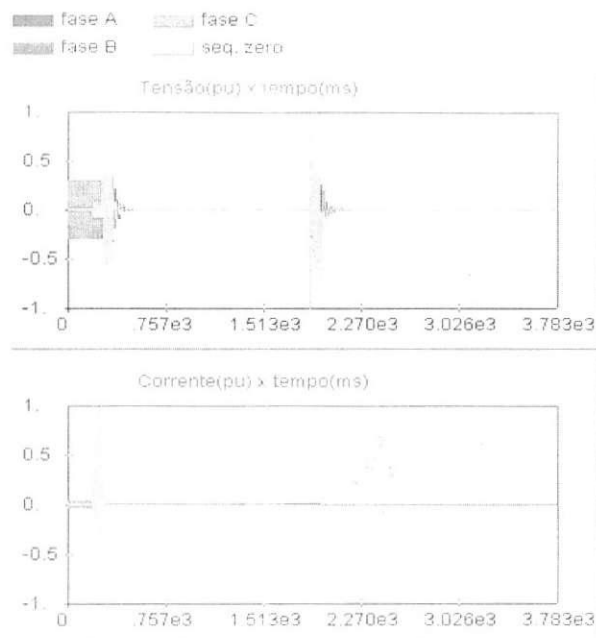 fase A fase C
fase B seq. zero
Tensão(pu) x tempo(ms)
1.
0.5
0.
-0.5
-1.
0 .757e3 1.513e3 2.270e3 3.026e3 3.783e3
Corrente(pu) x tempo(ms)
1.
0.5
0.
-0.5
-1.
0 .757e3 1.513e3 2.270e3 3.026e3 3.783e3